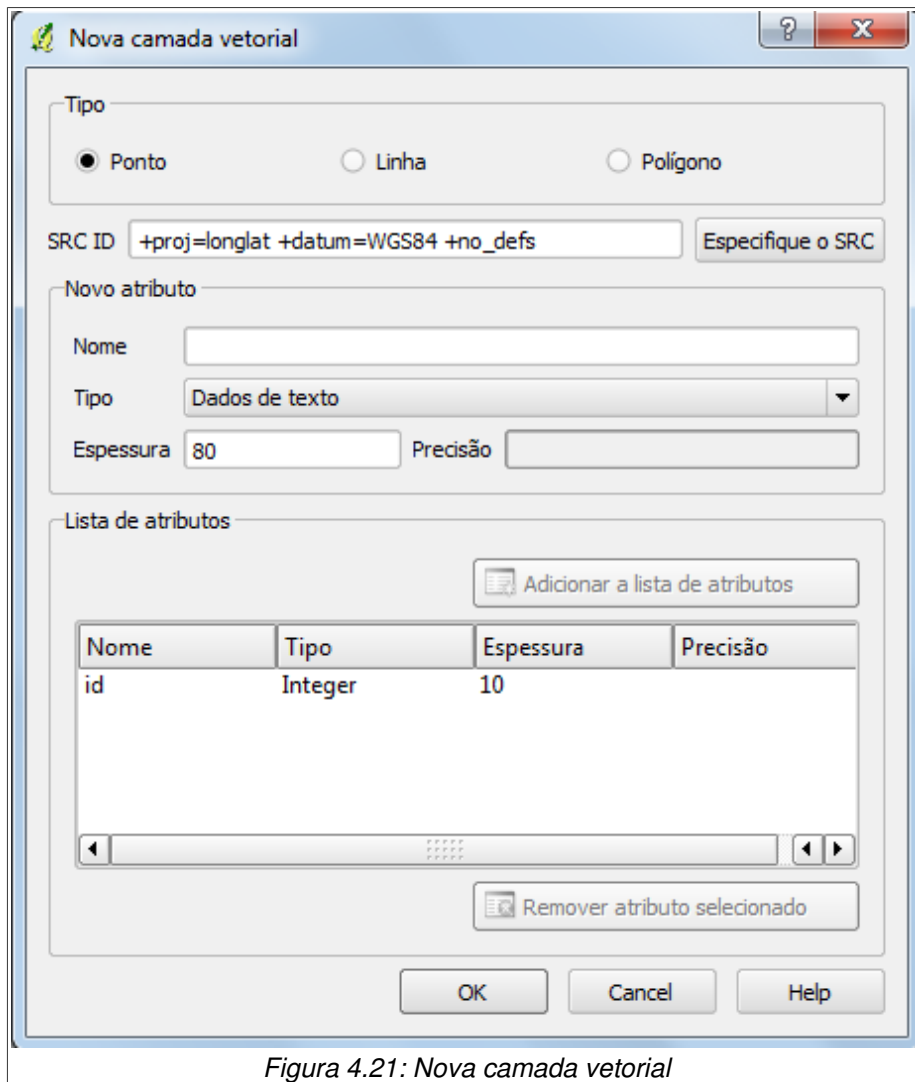 Nova camada vetorial
?
Tipo
Ponto Linha Polígono
SRC ID +proj=longlat +datum=WGS84 +no_defs Especifique o SRC
Novo atributo
Nome
Tipo Dados de texto
Espessura 80 Precisão
Lista de atributos
Adicionar a lista de atributos
Nome Tipo Espessura Precisão
id Integer 10
Remover atributo selecionado
OK Cancel Help
Figura 4.21: Nova camada vetorial